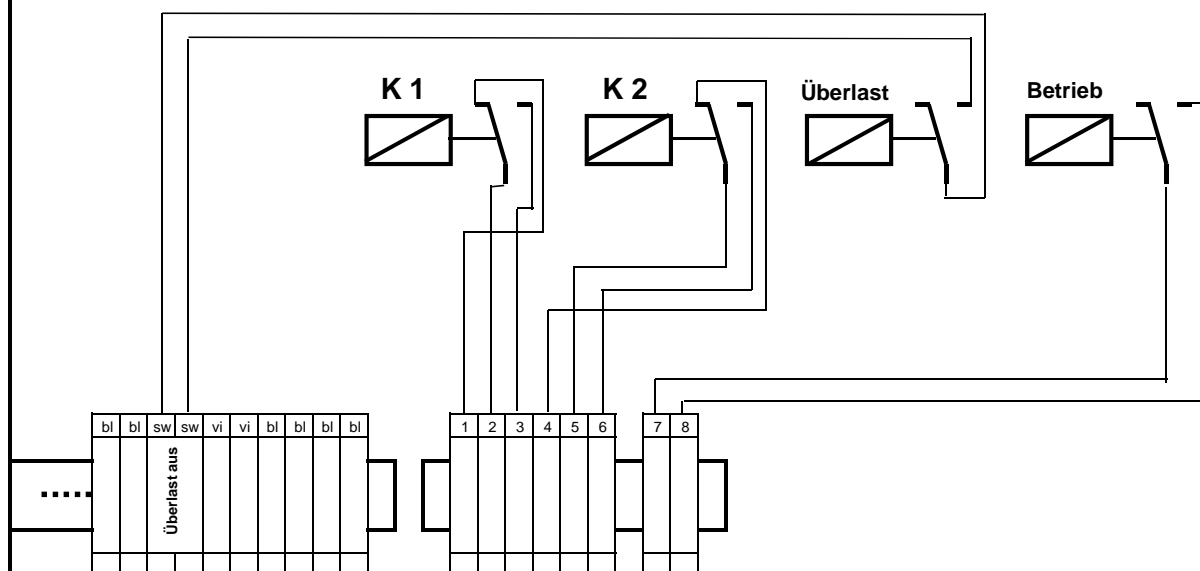 K 1
K 2
Überlast
Betrieb
bl bl sw sw vi vi bl bl bl bl
1 2 3 4 5 6
7 8
Überlast aus